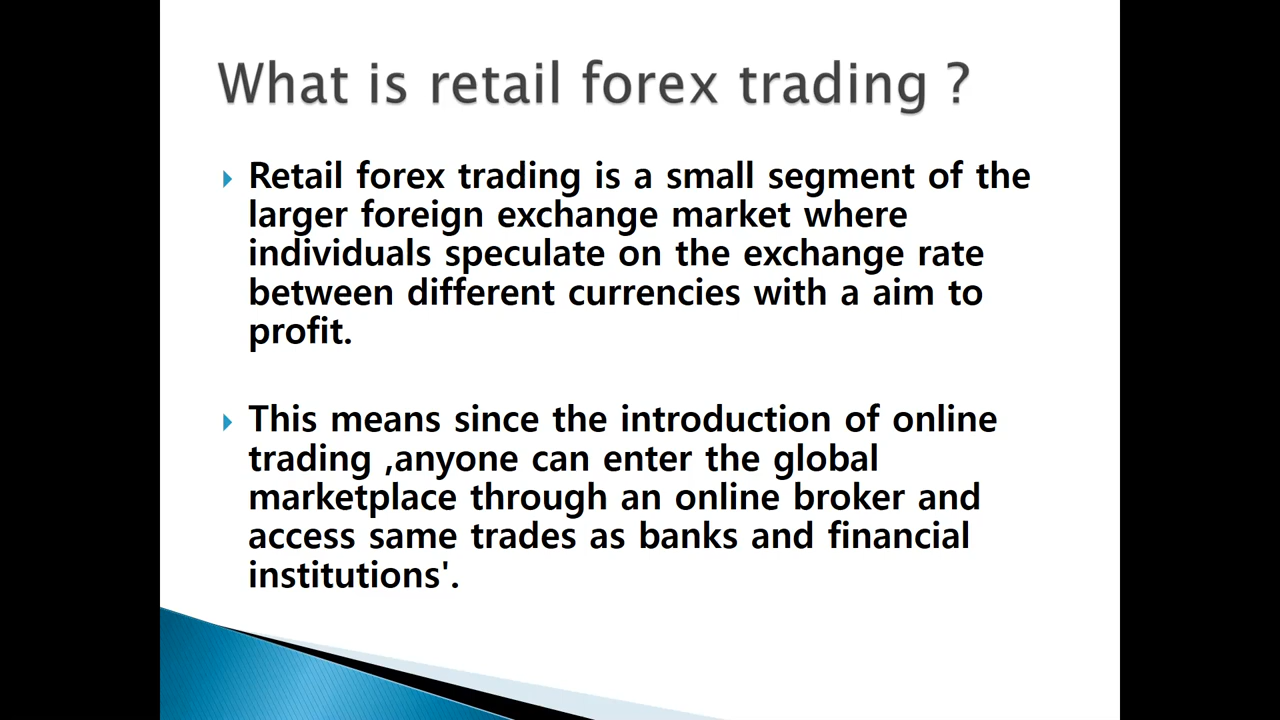 What is retail forex trading ?
Retail forex trading is a small segment of the
larger foreign exchange market where
individuals speculate on the exchange rate
between different currencies with a aim to
profit.
This means since the introduction of online
trading ,anyone can enter the global
marketplace through an online broker and
access same trades as banks and financial
institutions'.